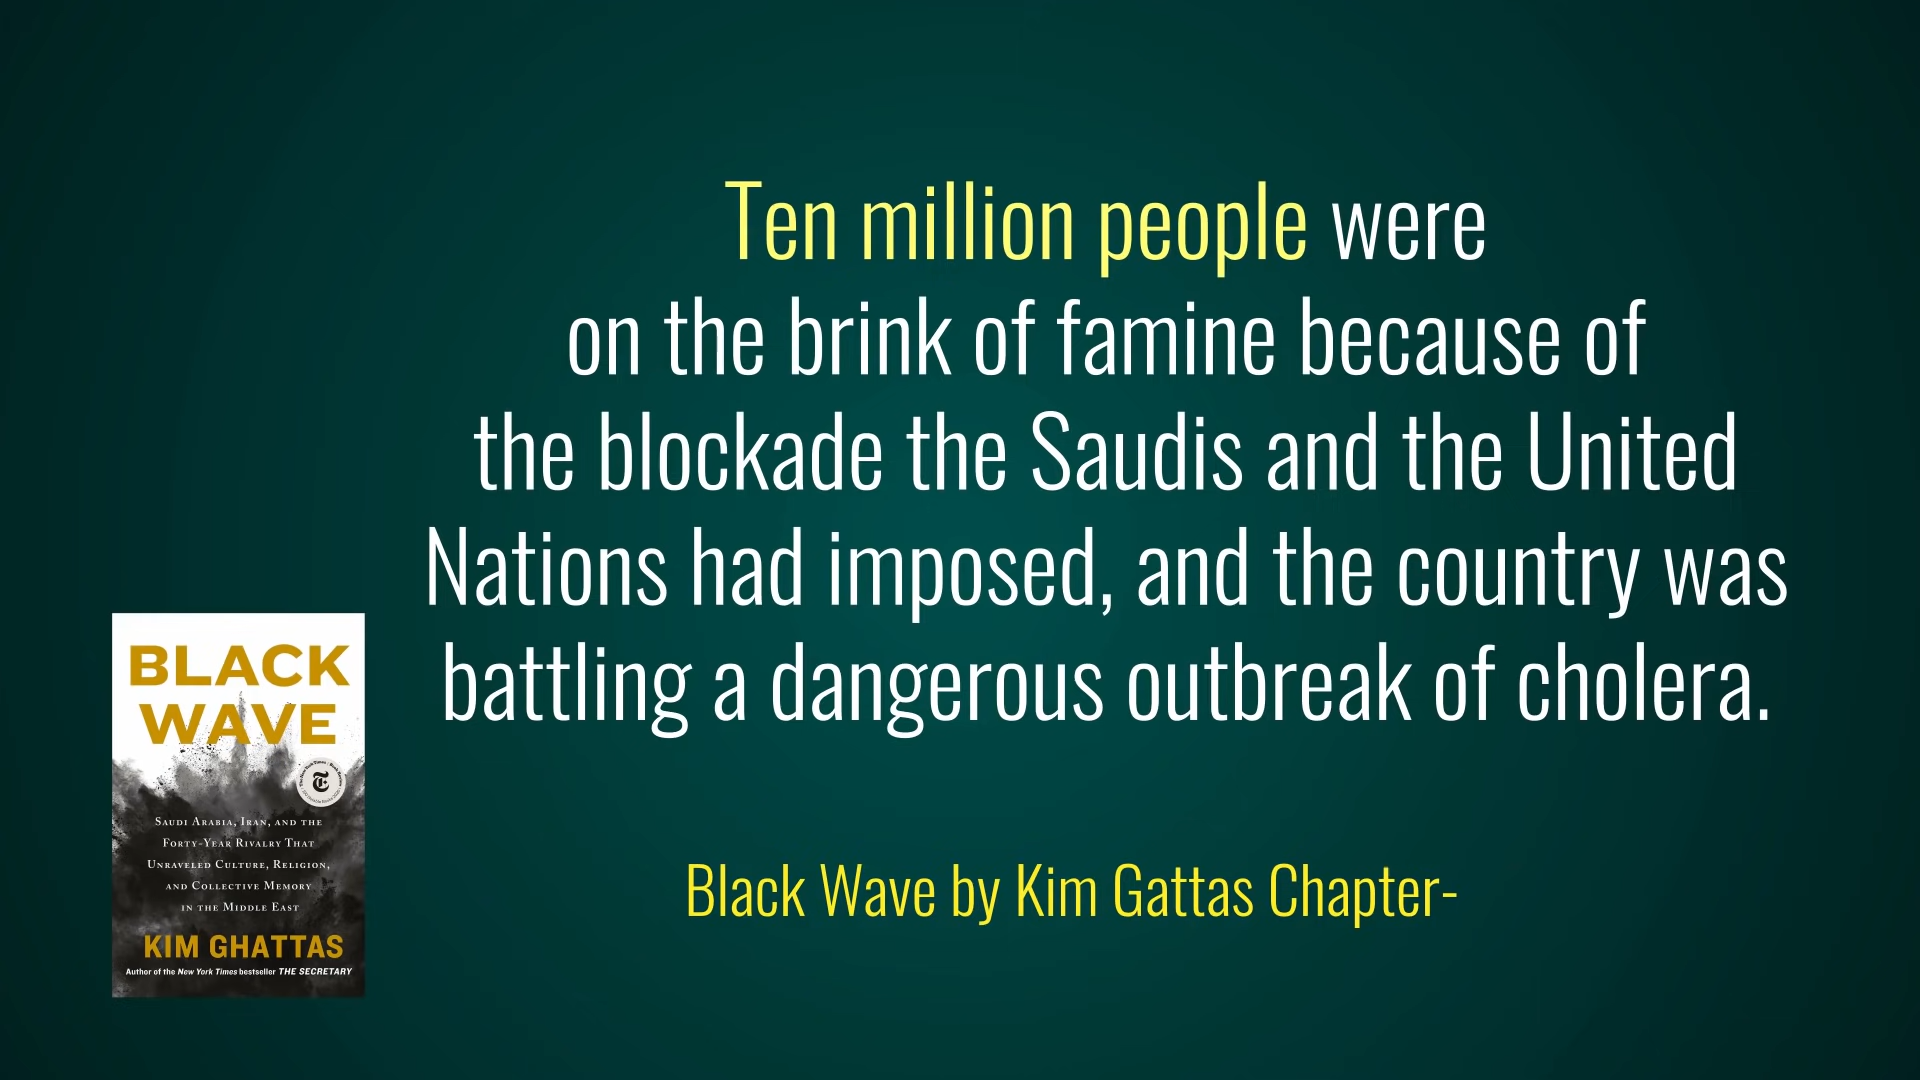 Ten million people were
on the brink of famine because of
the blockade the Saudis and the United
Nations had imposed, and the country was
battling a dangerous outbreak of cholera.
BLACK
WAVE
SAUDI ARABIA, IRAN, AND THE
FORTY-YEAR RIVALRY THAT
UNRAVELED CULTURE, RELIGION,
AND COLLECTIVE MEMORY
IN THE MIDDLE EAST
KIM GHATTAS
Author of the New York Times bestseller THE SECRETARY
Black Wave by Kim Gattas Chapter-